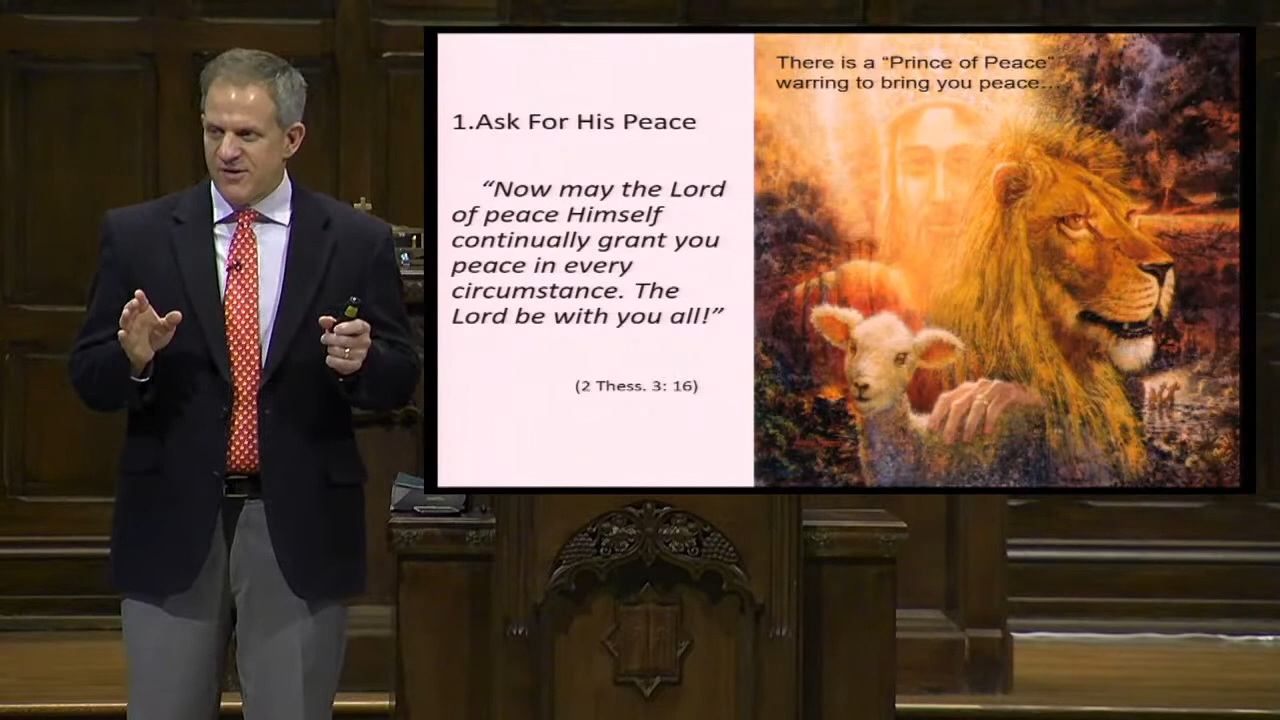 1.Ask For His Peace
“Now may the Lord
of peace Himself
continually grant you
peace in every
circumstance. The
Lord be with you all!”
(2 Thess. 3: 16)
There is a “Prince of Peace”
warring to bring you peace...